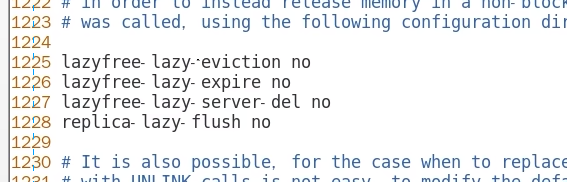 1222 # in order to instead release memory in a non-block
1223 # was called, using the following configuration dir
1224
1225 lazyfree-lazy-eviction no
1226 lazyfree-lazy-expire no
1227 lazyfree-lazy-server-del no
1228 replica-lazy-flush no
1229
1230 # It is also possible, for the case when to replace
1231 # with UNLINK calls is not easy, to modify the defa